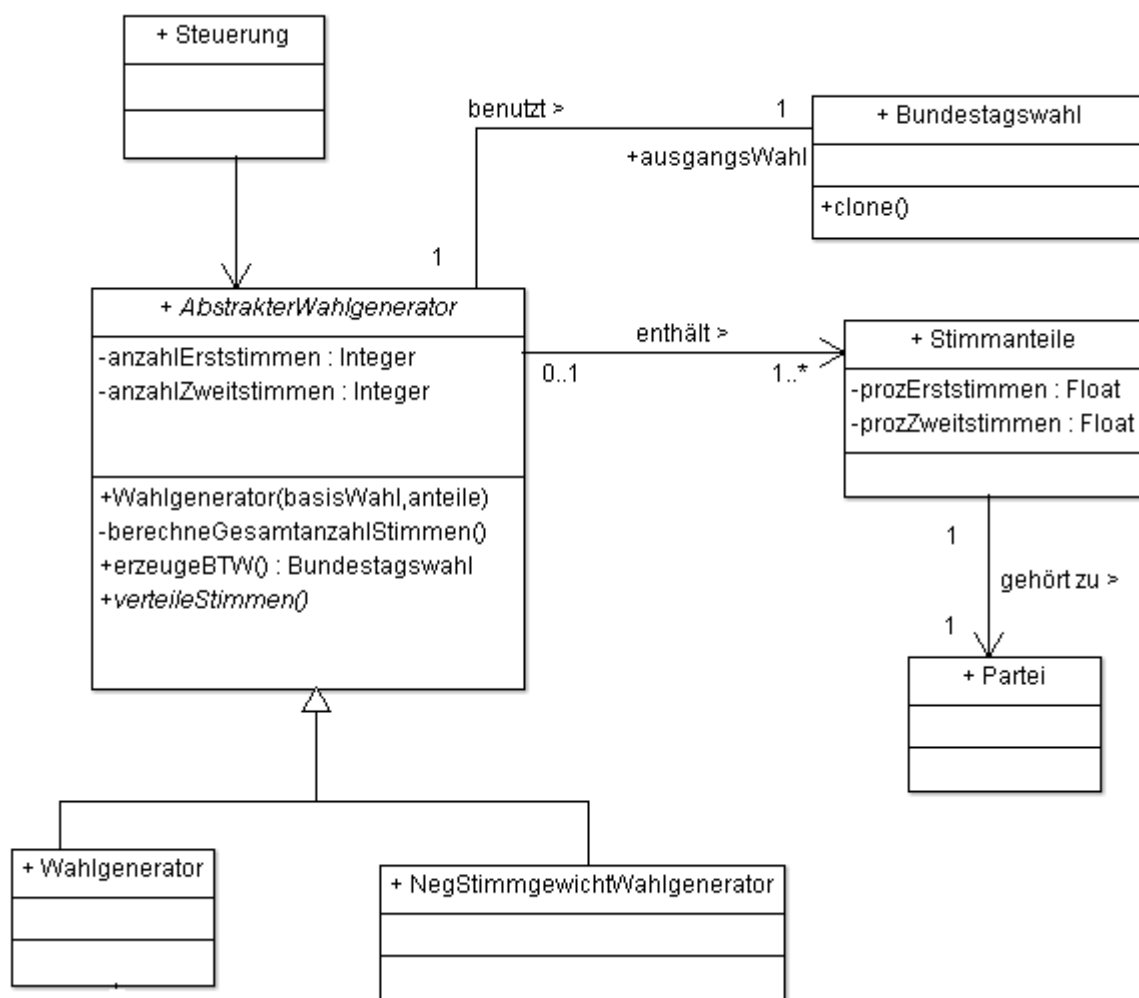 + Steuerung
benutzt >
1
+ausgangsWahl
+ Bundestagswahl
+clone()
1
+ AbstrakterWahlgenerator
-anzahlErststimmen : Integer
-anzahlZweitstimmen : Integer
+Wahlgenerator(basisWahl,anteile)
-berechneGesamtanzahlStimmen()
+erzeugeBTW() : Bundestagswahl
+verteileStimmen()
enthält >
0..1
1..*
+ Stimmanteile
-prozErststimmen : Float
-prozZweitstimmen : Float
1
gehört zu >
1
+ Partei
+ Wahlgenerator
+ NegStimmgewichtWahlgenerator